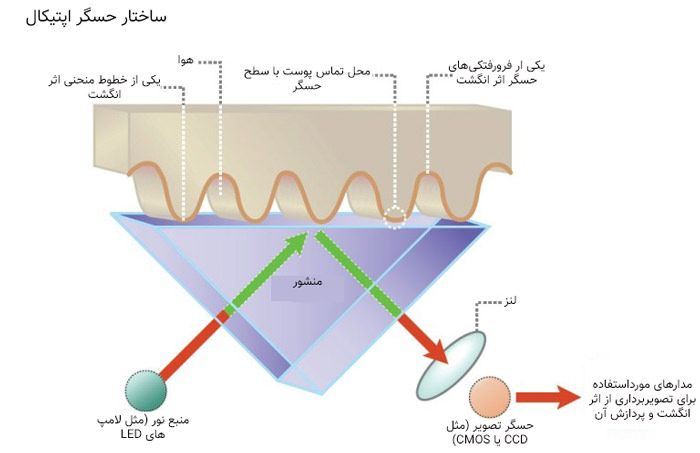 ساختار حسگر اپتیکال
یکی ار فرورفتکی‌های
حسگر اثر انگشت
محل تماس پوست با سطح
حسگر
هوا
یکی از خطوط منحنی اثر
انگشت
منشور
لنز
منبع نور (مثل لامپ
های LED
حسگر تصویر (مثل
CCD یا CMOS)
مدارهای مورداستفاده
برای تصویربرداری از اثر
انگشت و پردازش آن